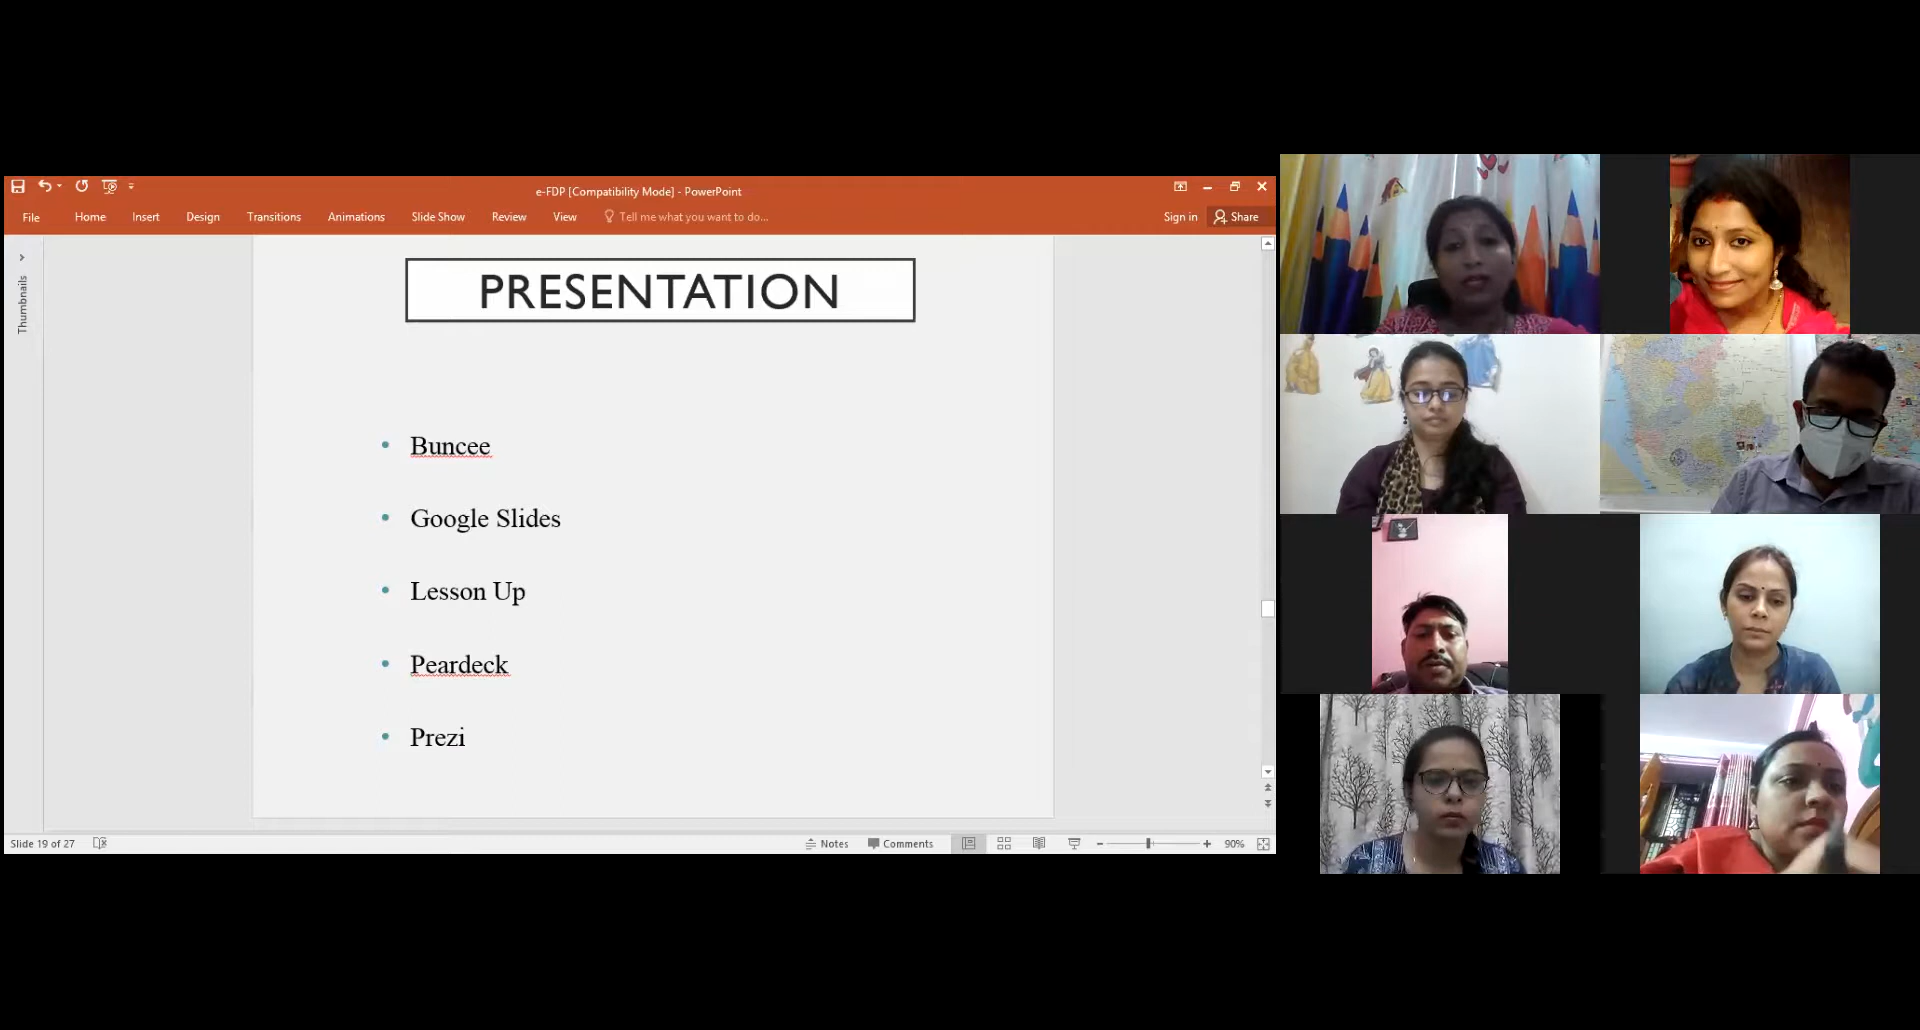 e-FDP [Compatibility Mode] - PowerPoint
File Home Insert Design Transitions Animations Slide Show Review View Tell me what you want to do... Sign in Share
Thumbnails
PRESENTATION
• Buncee
• Google Slides
• Lesson Up
• Peardeck
• Prezi
Slide 19 of 27 Notes Comments 90%